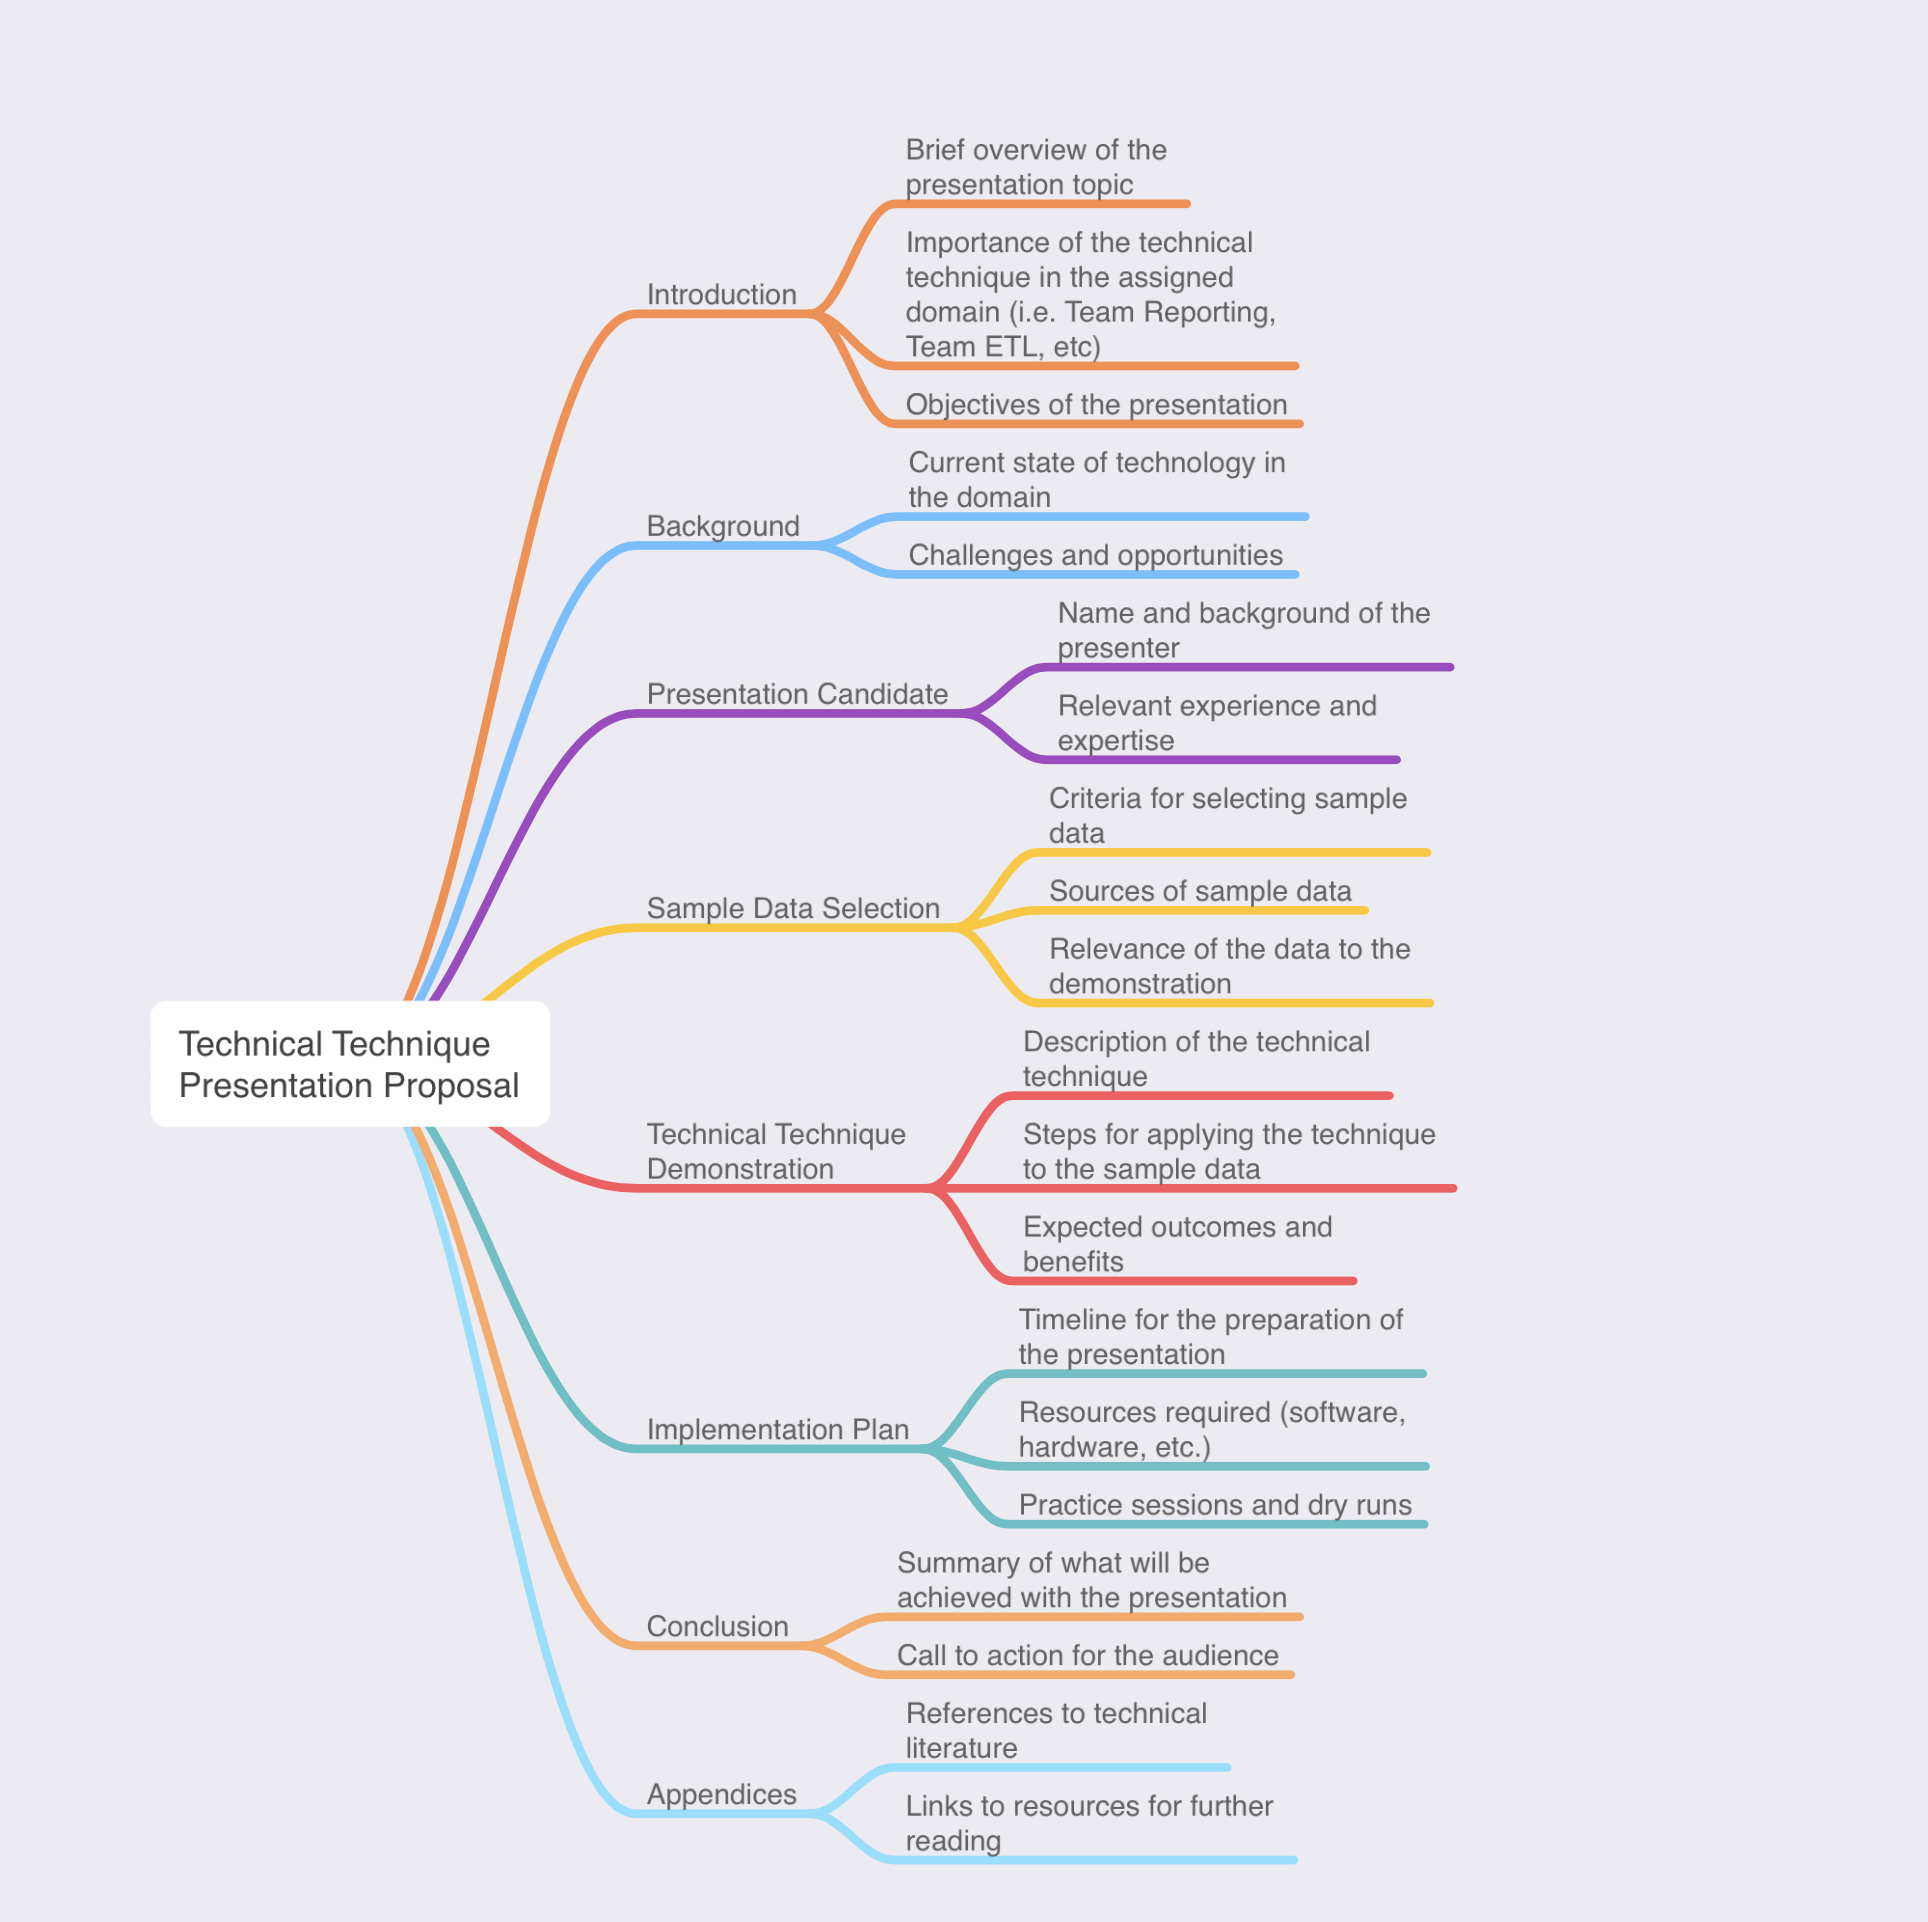 Brief overview of the
presentation topic
Importance of the technical
technique in the assigned
domain (i.e. Team Reporting,
Team ETL, etc)
Introduction
Objectives of the presentation
Current state of technology in
the domain
Background
Challenges and opportunities
Name and background of the
presenter
Presentation Candidate
Relevant experience and
expertise
Criteria for selecting sample
data
Sample Data Selection
Sources of sample data
Relevance of the data to the
demonstration
Technical Technique
Presentation Proposal
Description of the technical
technique
Technical Technique
Demonstration
Steps for applying the technique
to the sample data
Expected outcomes and
benefits
Timeline for the preparation of
the presentation
Implementation Plan
Resources required (software,
hardware, etc.)
Practice sessions and dry runs
Summary of what will be
achieved with the presentation
Conclusion
Call to action for the audience
References to technical
literature
Appendices
Links to resources for further
reading